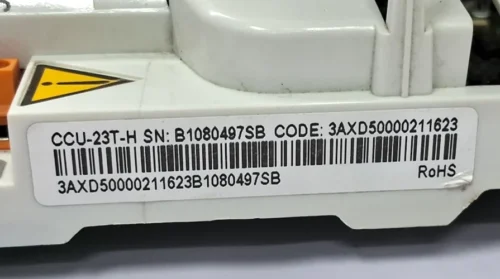 CCU-23T-H SN: B1080497SB CODE: 3AXD50000211623
3AXD50000211623B1080497SB
RoHS